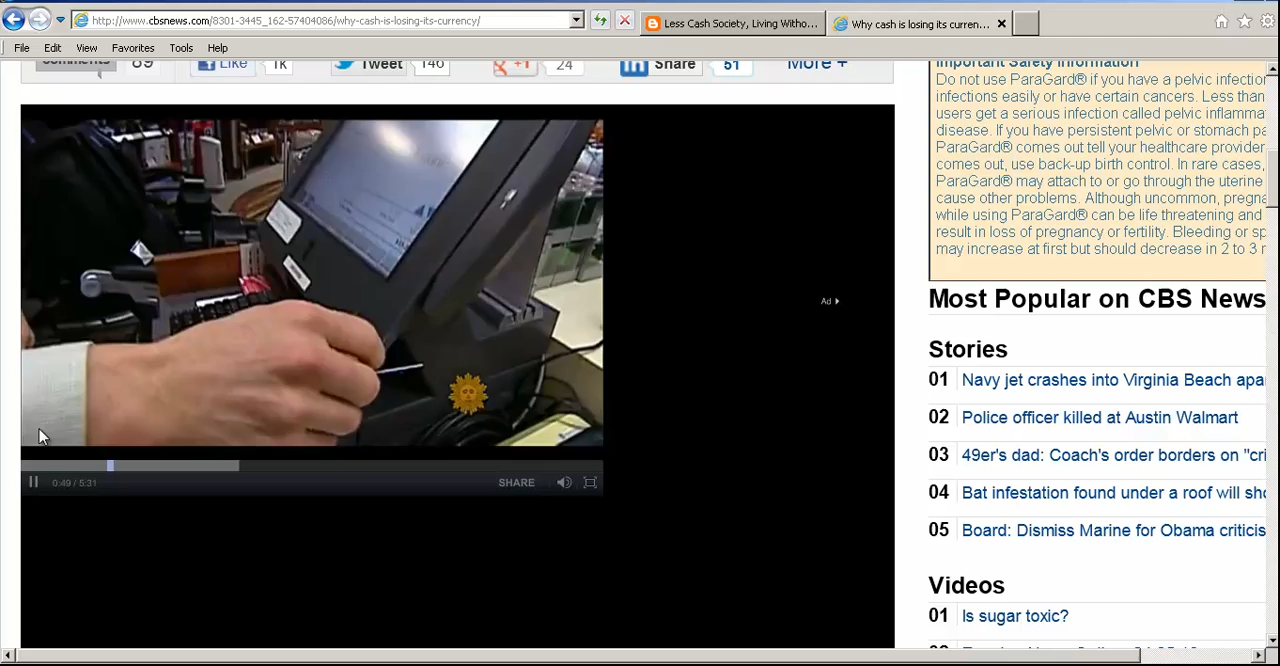 http://www.cbsnews.com/8301-3445_162-57404086/why-cash-is-losing-its-currency/
Less Cash Society, Living Witho...
Why cash is losing its curren...
File Edit View Favorites Tools Help
comments 89 Like 1k Tweet 146 +1 24 Share 51 More +
Important Safety Information
Do not use ParaGard® if you have a pelvic infection
infections easily or have certain cancers. Less than
users get a serious infection called pelvic inflamma
disease. If you have persistent pelvic or stomach pa
ParaGard® comes out tell your healthcare provider
comes out, use back-up birth control. In rare cases,
ParaGard® may attach to or go through the uterine
cause other problems. Although uncommon, pregna
while using ParaGard® can be life threatening and
result in loss of pregnancy or fertility. Bleeding or sp
may increase at first but should decrease in 2 to 3 m
Ad
0:49 / 5:31 SHARE
Most Popular on CBS News
Stories
01 Navy jet crashes into Virginia Beach apa
02 Police officer killed at Austin Walmart
03 49er's dad: Coach's order borders on "cri
04 Bat infestation found under a roof will sho
05 Board: Dismiss Marine for Obama criticis
Videos
01 Is sugar toxic?